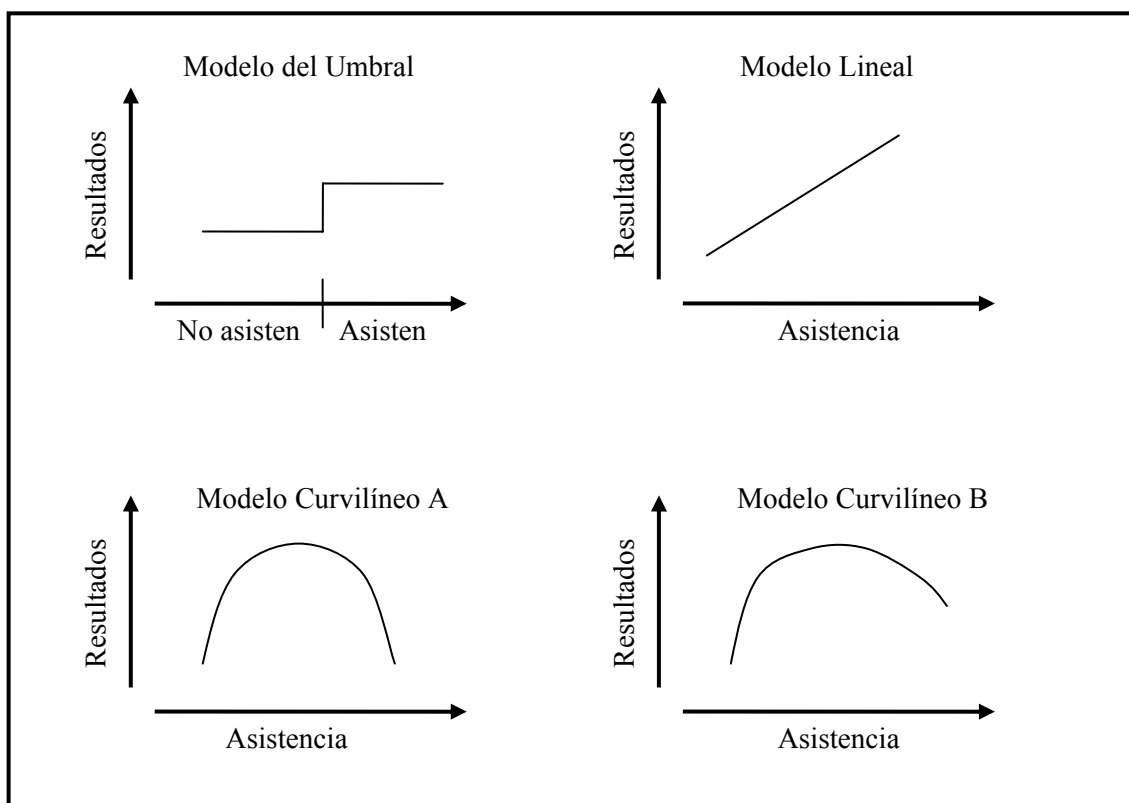 Modelo del Umbral
Resultados
No asisten
Asisten
Modelo Lineal
Resultados
Asistencia
Modelo Curvilíneo A
Resultados
Asistencia
Modelo Curvilíneo B
Resultados
Asistencia